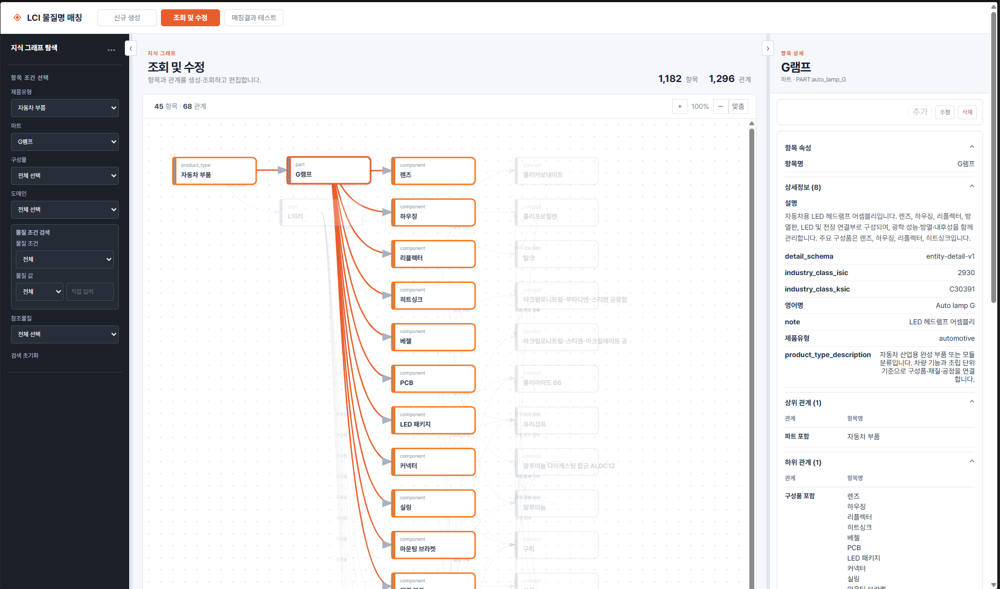 LCI 물질명 매칭
신규 생성
조회 및 수정
매칭결과 테스트
지식 그래프 탐색
...
항목 조건 선택
제품유형
자동차 부품
파트
G램프
구성물
전체 선택
도메인
전체 선택
물질 조건 검색
물질 조건
전체
물질 값
전체
직접 입력
참조물질
전체 선택
검색 초기화
지식 그래프
조회 및 수정
항목과 관계를 생성·조회하고 편집합니다.
1,182 항목 1,296 관계
45 항목 · 68 관계
+ 100% − 맞춤
product_type
자동차 부품
part
G램프
part
L미러
component
렌즈
component
하우징
component
리플렉터
component
히트싱크
component
베젤
component
PCB
component
LED 패키지
component
커넥터
component
실링
component
마운팅 브라켓
component
concept
폴리카보네이트
concept
폴리프로필렌
탈크
concept
아크릴로니트릴-부타디엔-스티렌 공중합
concept
아크릴로니트릴-스티렌-아크릴레이트 공
concept
폴리아미드 66
유리섬유
concept
알루미늄 다이캐스팅 합금 ALDC12
알루미늄
concept
구리
concept
항목 상세
G램프
파트 · PART:auto_lamp_G
추가
수정
삭제
항목 속성
항목명 G램프
상세정보 (8)
설명
자동차용 LED 헤드램프 어셈블리입니다. 렌즈, 하우징, 리플렉터, 방
열판, LED 및 전장 연결부로 구성되며, 광학 성능·방열·내후성을 함께
관리합니다. 주요 구성품은 렌즈, 하우징, 리플렉터, 히트싱크입니다.
detail_schema entity-detail-v1
industry_class_isic 2930
industry_class_ksic C30391
영어명 Auto lamp G
note LED 헤드램프 어셈블리
제품유형 automotive
product_type_description 자동차 산업용 완성 부품 또는 모듈
분류입니다. 차량 기능과 조립 단위
기준으로 구성품·재질·공정을 연결
합니다.
상위 관계 (1)
관계 항목명
파트 포함 자동차 부품
하위 관계 (1)
관계 항목명
구성품 포함 렌즈
하우징
리플렉터
히트싱크
베젤
PCB
LED 패키지
커넥터
실링
마운팅 브라켓